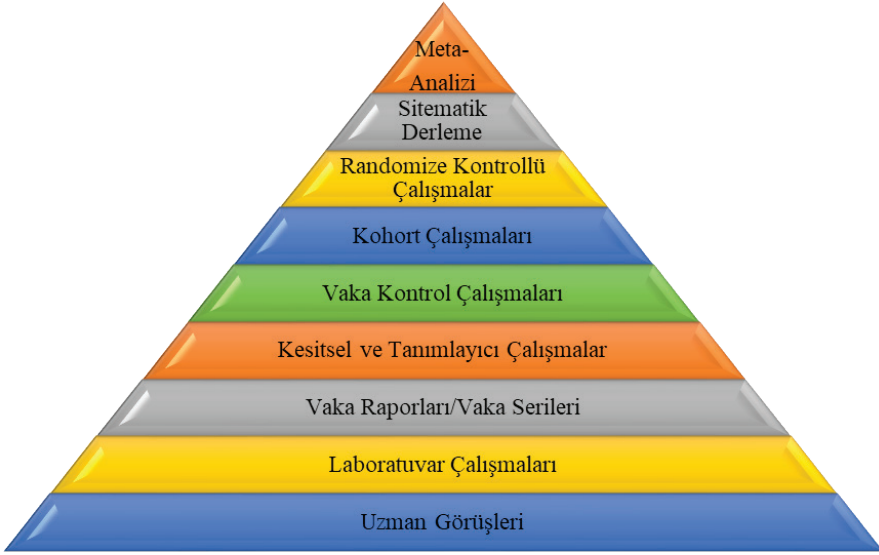 Meta-
Analizi
Sitematik
Derleme
Randomize Kontrollü
Çalışmalar
Kohort Çalışmaları
Vaka Kontrol Çalışmaları
Kesitsel ve Tanımlayıcı Çalışmalar
Vaka Raporları/Vaka Serileri
Laboratuvar Çalışmaları
Uzman Görüşleri